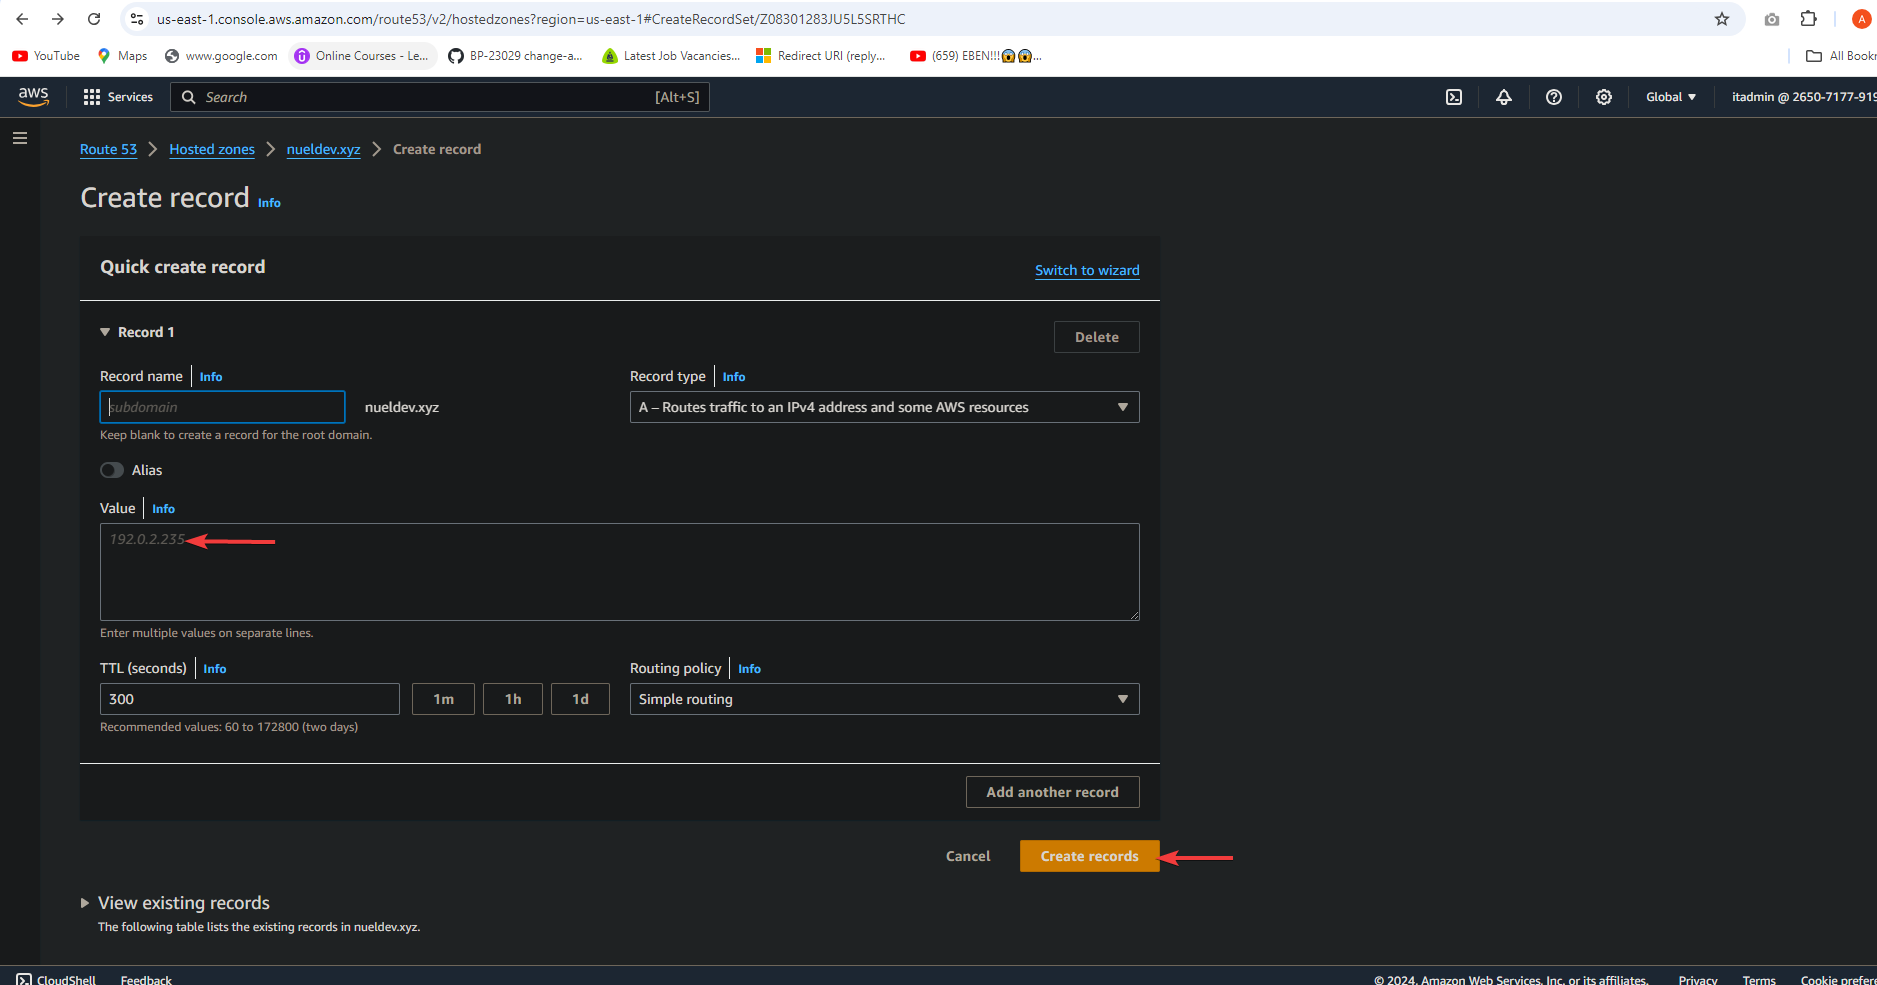 us-east-1.console.aws.amazon.com/route53/v2/hostedzones?region=us-east-1#CreateRecordSet/Z08301283JU5L5SRTHC
A
YouTube Maps www.google.com Online Courses - Le... BP-23029 change-a... Latest Job Vacancies... Redirect URI (reply... (659) EBEN!!!😱😱... All Bookr
aws Services Search [Alt+S] Global itadmin @ 2650-7177-919
Route 53 Hosted zones nueldev.xyz Create record
Create record Info
Quick create record
Switch to wizard
Record 1
Delete
Record name Info
Record type Info
subdomain
nueldev.xyz
A – Routes traffic to an IPv4 address and some AWS resources
Keep blank to create a record for the root domain.
Alias
Value Info
192.0.2.235
Enter multiple values on separate lines.
TTL (seconds) Info
Routing policy Info
300
1m
1h
1d
Simple routing
Recommended values: 60 to 172800 (two days)
Add another record
Cancel
Create records
View existing records
The following table lists the existing records in nueldev.xyz.
CloudShell Feedback © 2024, Amazon Web Services, Inc. or its affiliates. Privacy Terms Cookie prefere